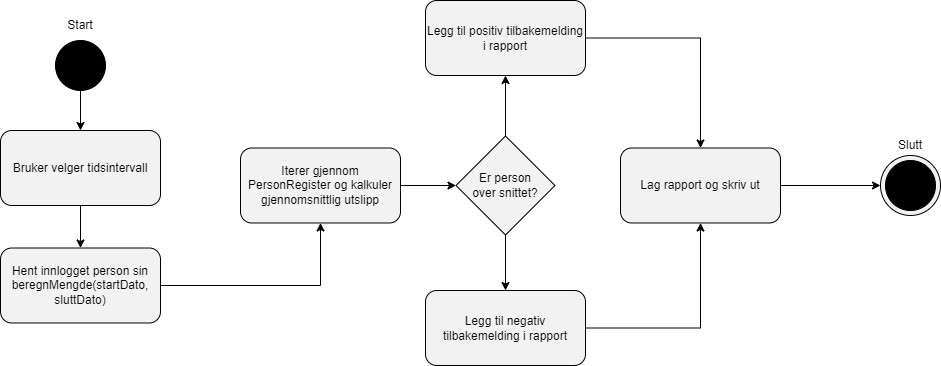 Start
Bruker velger tidsintervall
Hent innlogget person sin
beregnMengde(startDato,
sluttDato)
Iterer gjennom
PersonRegister og kalkuler
gjennomsnittlig utslipp
Er person
over snittet?
Legg til positiv tilbakemelding
i rapport
Legg til negativ
tilbakemelding i rapport
Lag rapport og skriv ut
Slutt